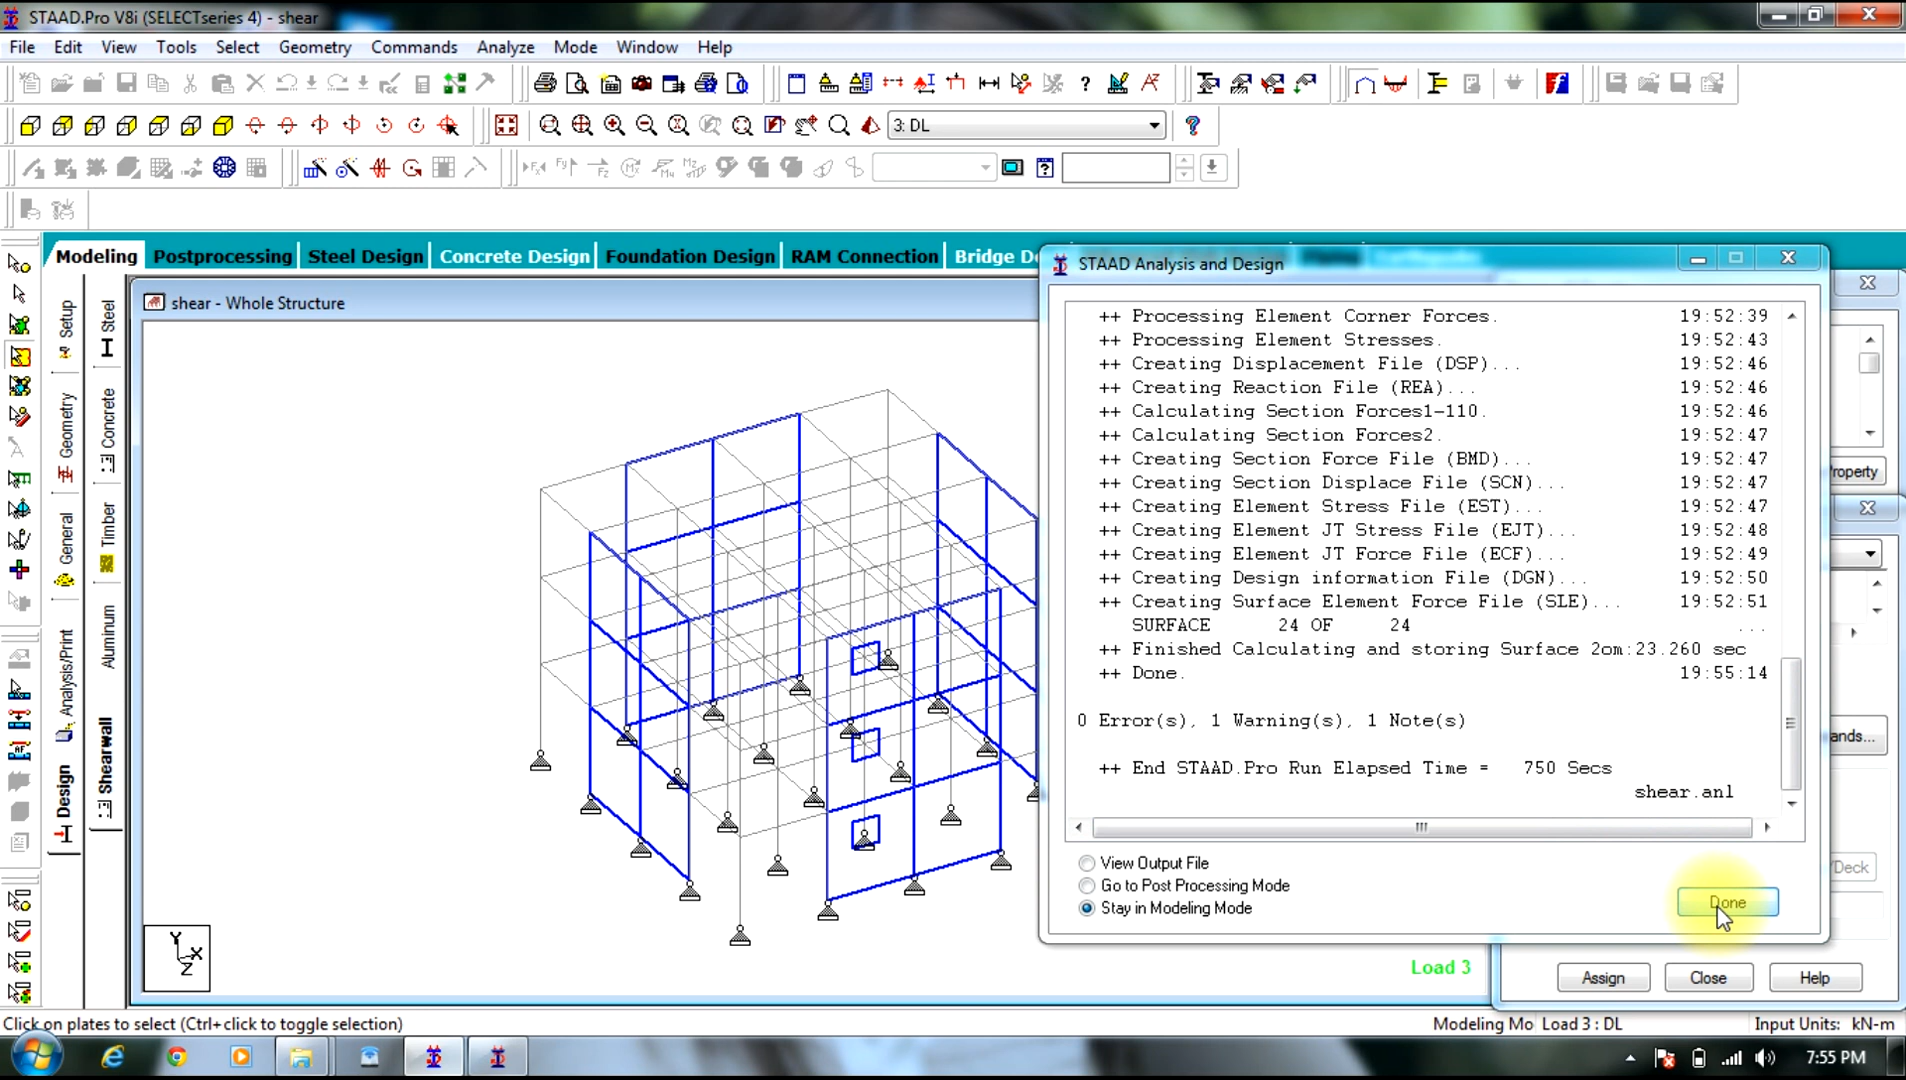 STAAD.Pro V8i (SELECTseries 4) - shear
File Edit View Tools Select Geometry Commands Analyze Mode Window Help
3: DL
Modeling Postprocessing Steel Design Concrete Design Foundation Design RAM Connection Bridge De
shear - Whole Structure
Setup
Geometry
General
Analysis/Print
Design
Steel
Concrete
Timber
Aluminum
Shearwall
STAAD Analysis and Design
++ Processing Element Corner Forces. 19:52:39
++ Processing Element Stresses. 19:52:43
++ Creating Displacement File (DSP)... 19:52:46
++ Creating Reaction File (REA)... 19:52:46
++ Calculating Section Forces1-110. 19:52:46
++ Calculating Section Forces2. 19:52:47
++ Creating Section Force File (BMD)... 19:52:47
++ Creating Section Displace File (SCN)... 19:52:47
++ Creating Element Stress File (EST)... 19:52:47
++ Creating Element JT Stress File (EJT)... 19:52:48
++ Creating Element JT Force File (ECF)... 19:52:49
++ Creating Design information File (DGN)... 19:52:50
++ Creating Surface Element Force File (SLE)... 19:52:51
SURFACE 24 OF 24 ...
++ Finished Calculating and storing Surface 2om:23.260 sec
++ Done. 19:55:14
0 Error(s), 1 Warning(s), 1 Note(s)
++ End STAAD.Pro Run Elapsed Time = 750 Secs
shear.anl
View Output File
Go to Post Processing Mode
Stay in Modeling Mode
Done
roperty
ands...
/Deck
Y
X
Z
Load 3
Assign Close Help
Click on plates to select (Ctrl+click to toggle selection)
Modeling Mo Load 3 : DL Input Units: kN-m
7:55 PM